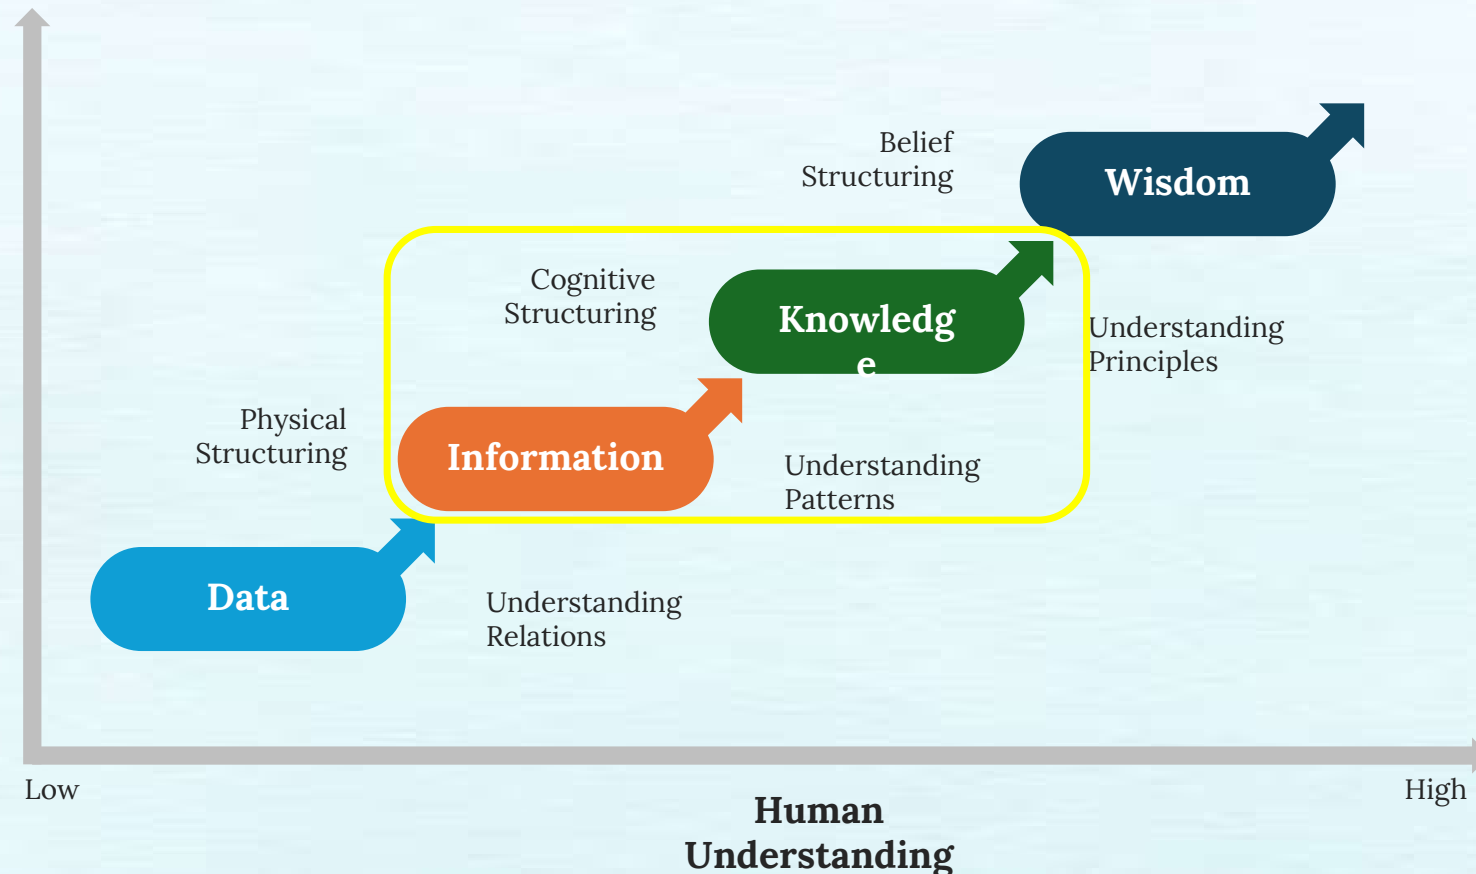 Belief
Structuring
Wisdom
Cognitive
Structuring
Knowledg
e
Understanding
Principles
Physical
Structuring
Information
Understanding
Patterns
Data
Understanding
Relations
Low
High
Human
Understanding